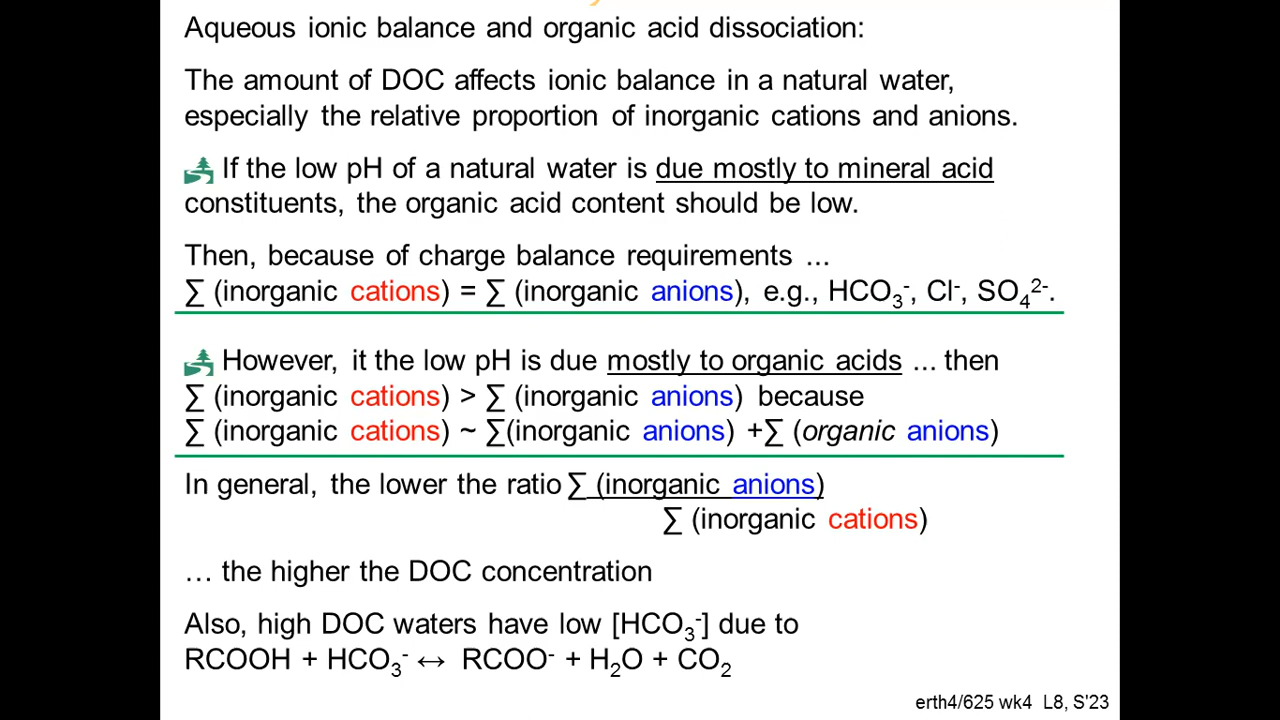 Aqueous ionic balance and organic acid dissociation:
The amount of DOC affects ionic balance in a natural water,
especially the relative proportion of inorganic cations and anions.
If the low pH of a natural water is due mostly to mineral acid
constituents, the organic acid content should be low.
Then, because of charge balance requirements ...
∑ (inorganic cations) = ∑ (inorganic anions), e.g., HCO₃⁻, Cl⁻, SO₄²⁻.
However, it the low pH is due mostly to organic acids ... then
∑ (inorganic cations) > ∑ (inorganic anions) because
∑ (inorganic cations) ~ ∑(inorganic anions) +∑ (organic anions)
In general, the lower the ratio ∑ (inorganic anions)
∑ (inorganic cations)
... the higher the DOC concentration
Also, high DOC waters have low [HCO₃⁻] due to
RCOOH + HCO₃⁻ ↔ RCOO⁻ + H₂O + CO₂
erth4/625 wk4 L8, S'23